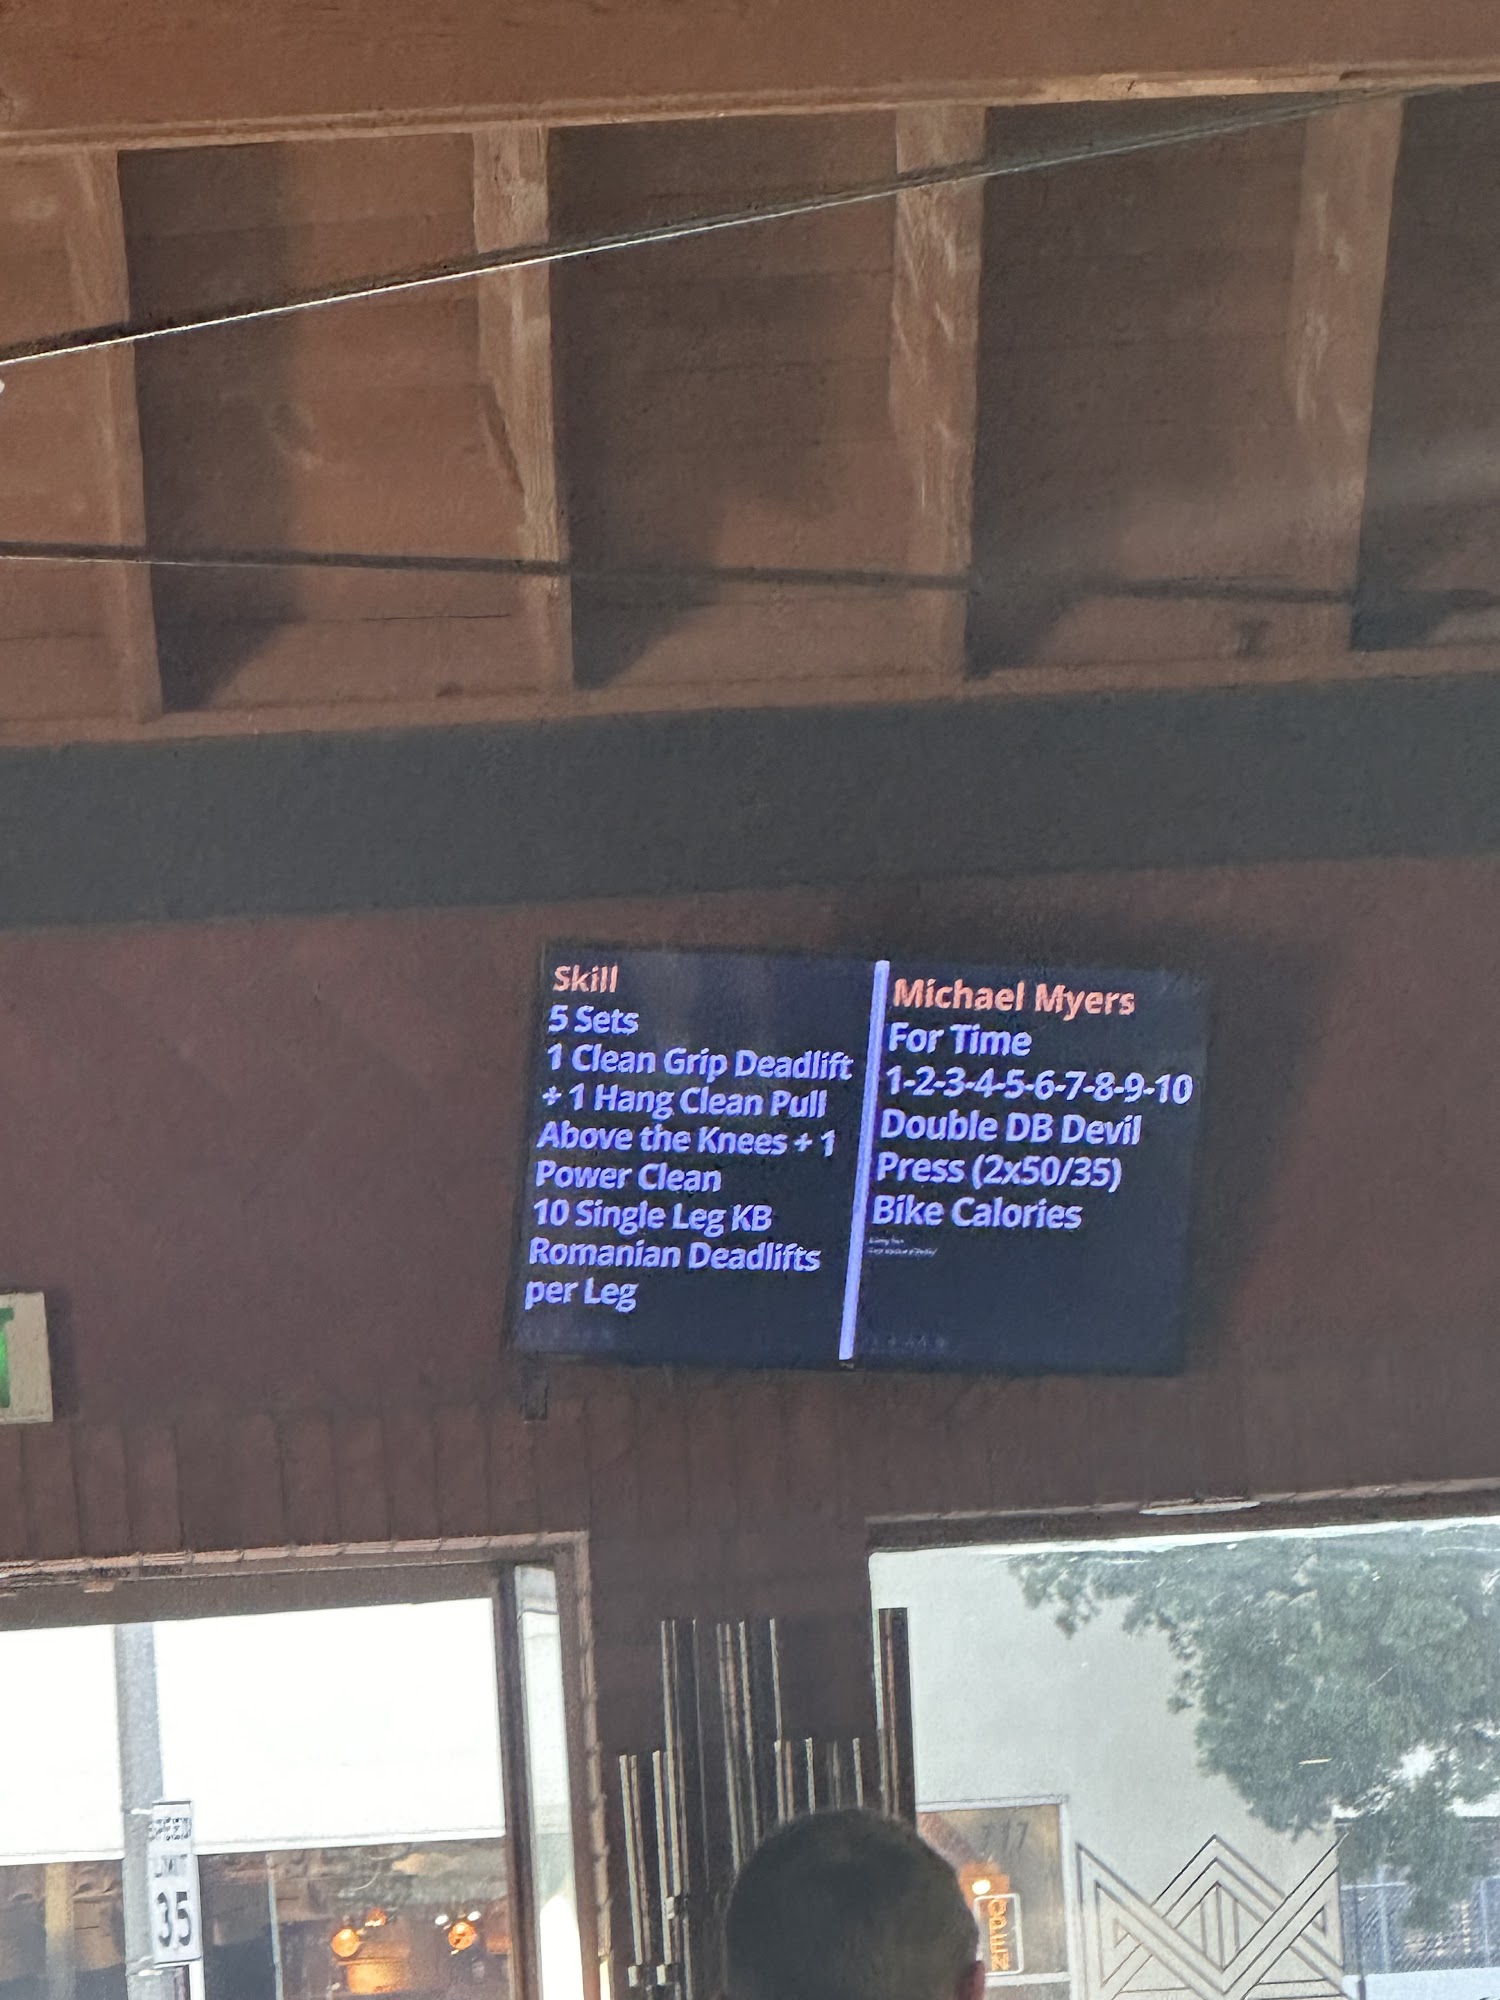 Skill
5 Sets
1 Clean Grip Deadlift
+ 1 Hang Clean Pull
Above the Knees + 1
Power Clean
10 Single Leg KB
Romanian Deadlifts
per Leg
Michael Myers
For Time
1-2-3-4-5-6-7-8-9-10
Double DB Devil
Press (2x50/35)
Bike Calories
SPEED
LIMIT
35
717